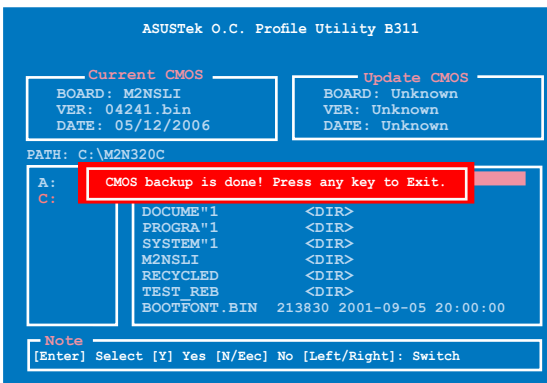 ASUSTek O.C. Profile Utility B311
Current CMOS
BOARD: M2NSLI
VER: 04241.bin
DATE: 05/12/2006
Update CMOS
BOARD: Unknown
VER: Unknown
DATE: Unknown
PATH: C:\M2N320C
A:
C:
CMOS backup is done! Press any key to Exit.
DOCUME"1 <DIR>
PROGRA"1 <DIR>
SYSTEM"1 <DIR>
M2NSLI <DIR>
RECYCLED <DIR>
TEST_REB <DIR>
BOOTFONT.BIN 213830 2001-09-05 20:00:00
Note
[Enter] Select [Y] Yes [N/Eec] No [Left/Right]: Switch